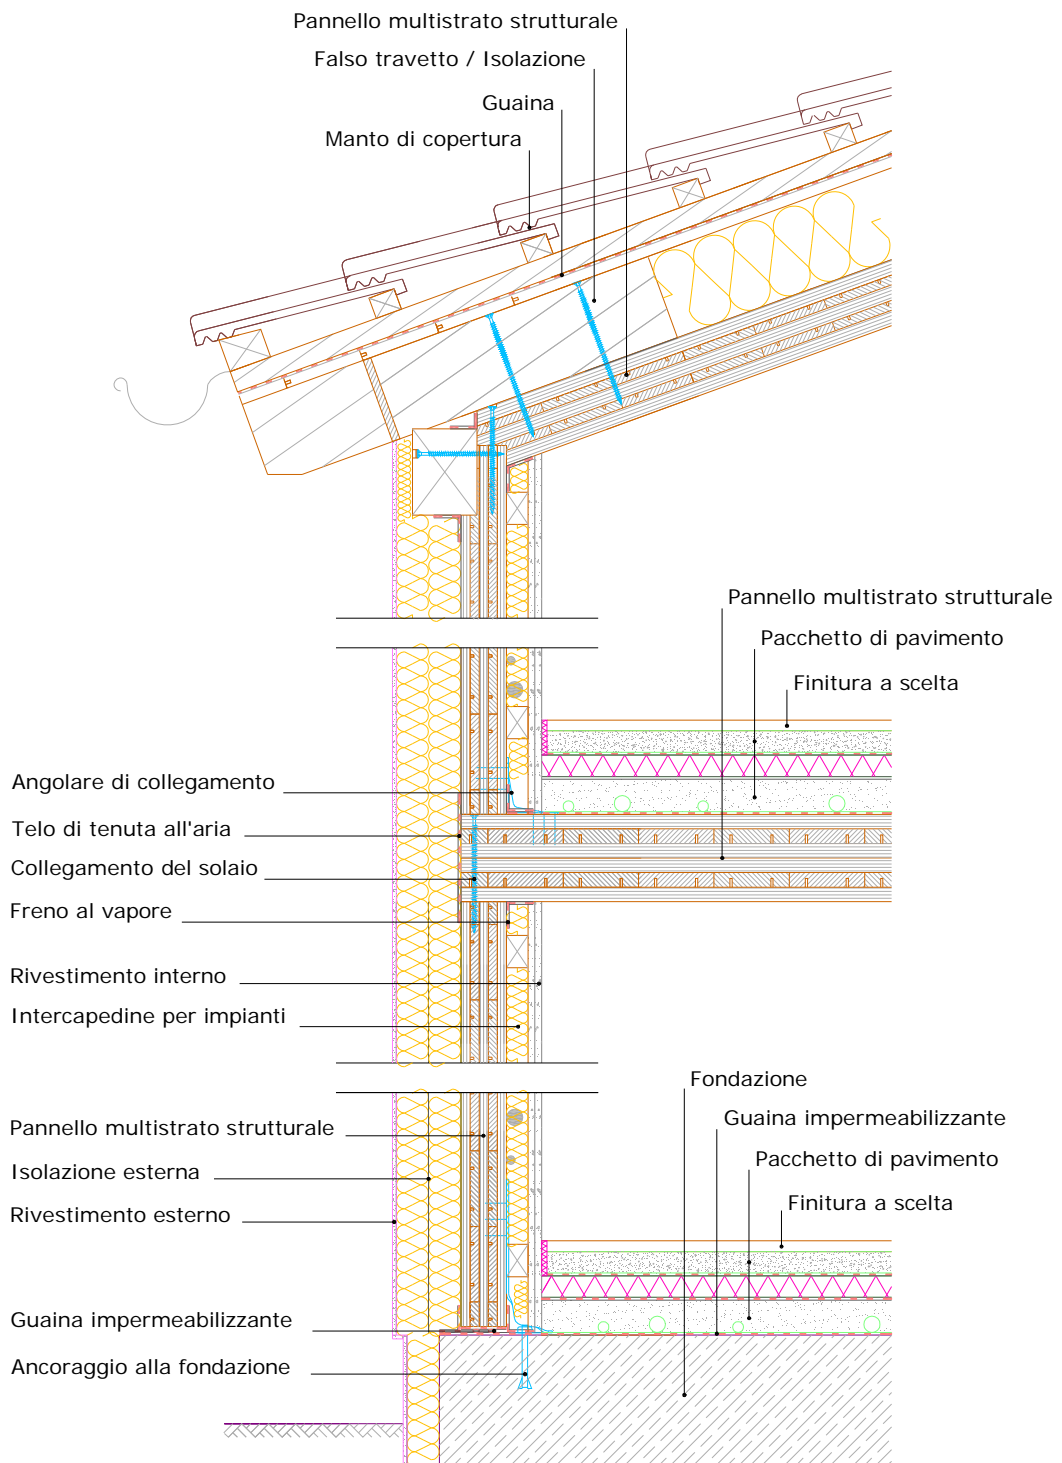 Pannello multistrato strutturale
Falso travetto / Isolazione
Guaina
Manto di copertura
Pannello multistrato strutturale
Pacchetto di pavimento
Finitura a scelta
Angolare di collegamento
Telo di tenuta all'aria
Collegamento del solaio
Freno al vapore
Rivestimento interno
Intercapedine per impianti
Fondazione
Guaina impermeabilizzante
Pacchetto di pavimento
Finitura a scelta
Pannello multistrato strutturale
Isolazione esterna
Rivestimento esterno
Guaina impermeabilizzante
Ancoraggio alla fondazione